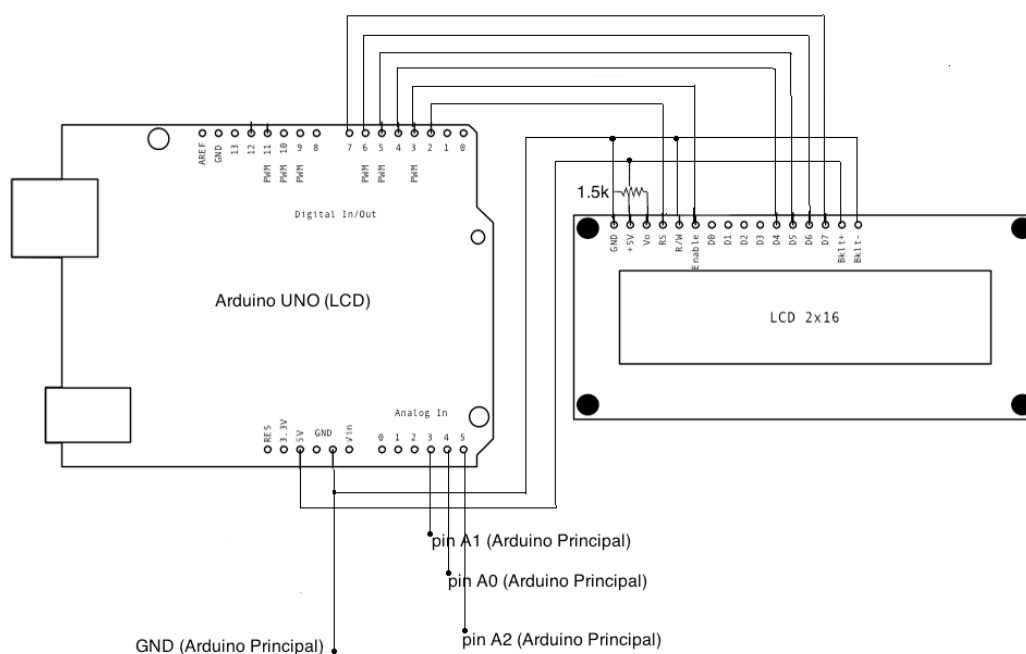 AREF
GND
13
12
11
10
9
8
7
6
5
4
3
2
1
0
PWM
PWM
PWM
PWM
PWM
PWM
Digital In/Out
1.5k
GND
+5V
Vo
RS
R/W
Enable
D0
D1
D2
D3
D4
D5
D6
D7
Bklt+
Bklt-
Arduino UNO (LCD)
LCD 2x16
Analog In
RES
3.3V
5V
GND
Vin
0
1
2
3
4
5
pin A1 (Arduino Principal)
pin A0 (Arduino Principal)
pin A2 (Arduino Principal)
GND (Arduino Principal)